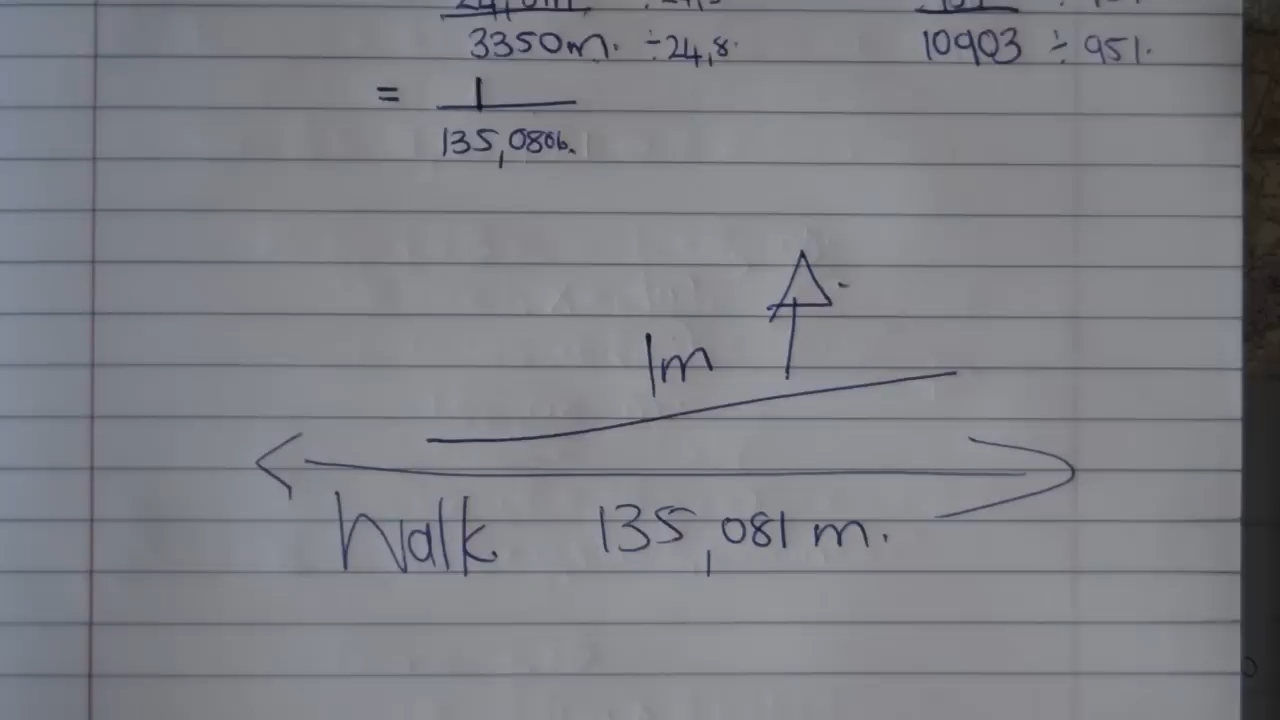 3350m. ÷24,8.
10903 ÷ 951.
= 1
135,0806.
1m
Walk 135,081 m.